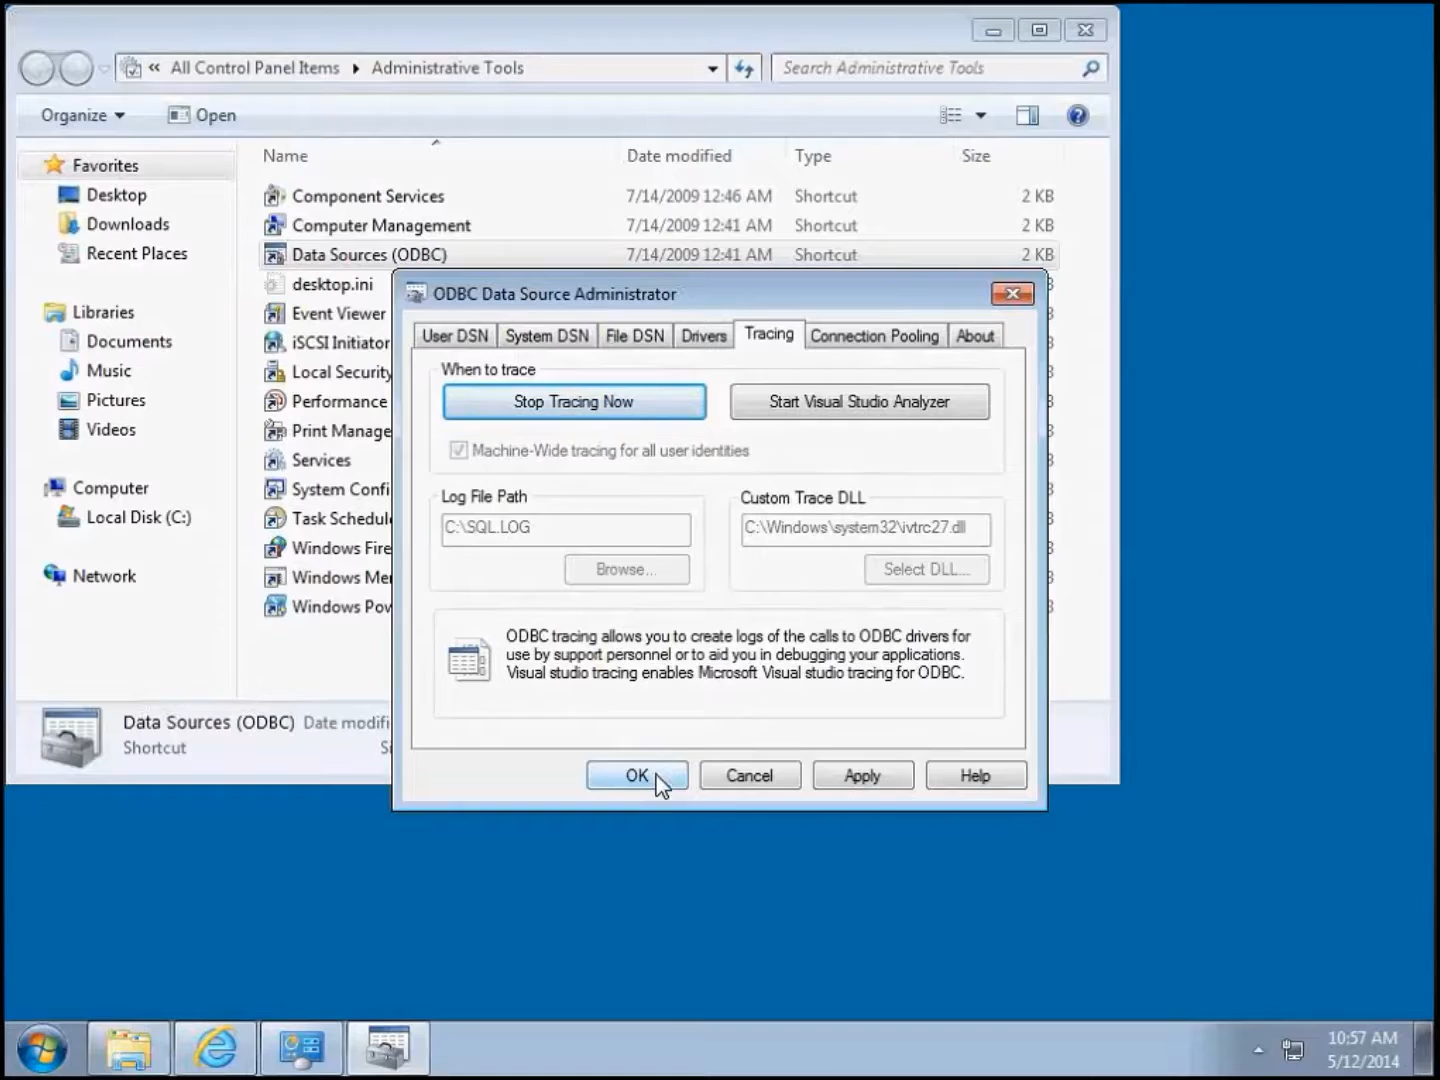 « All Control Panel Items Administrative Tools
Search Administrative Tools
Organize Open
Name Date modified Type Size
Favorites
Desktop
Downloads
Recent Places
Libraries
Documents
Music
Pictures
Videos
Computer
Local Disk (C:)
Network
Component Services 7/14/2009 12:46 AM Shortcut 2 KB
Computer Management 7/14/2009 12:41 AM Shortcut 2 KB
Data Sources (ODBC) 7/14/2009 12:41 AM Shortcut 2 KB
desktop.ini
Event Viewer
iSCSI Initiator
Local Security
Performance
Print Manage
Services
System Confi
Task Schedul
Windows Fire
Windows Me
Windows Pow
ODBC Data Source Administrator
User DSN System DSN File DSN Drivers Tracing Connection Pooling About
When to trace
Stop Tracing Now Start Visual Studio Analyzer
Machine-Wide tracing for all user identities
Log File Path Custom Trace DLL
C:\SQL.LOG C:\Windows\system32\ivtrc27.dll
Browse... Select DLL...
ODBC tracing allows you to create logs of the calls to ODBC drivers for
use by support personnel or to aid you in debugging your applications.
Visual studio tracing enables Microsoft Visual studio tracing for ODBC.
OK Cancel Apply Help
Data Sources (ODBC) Date modifi
Shortcut Si
10:57 AM
5/12/2014